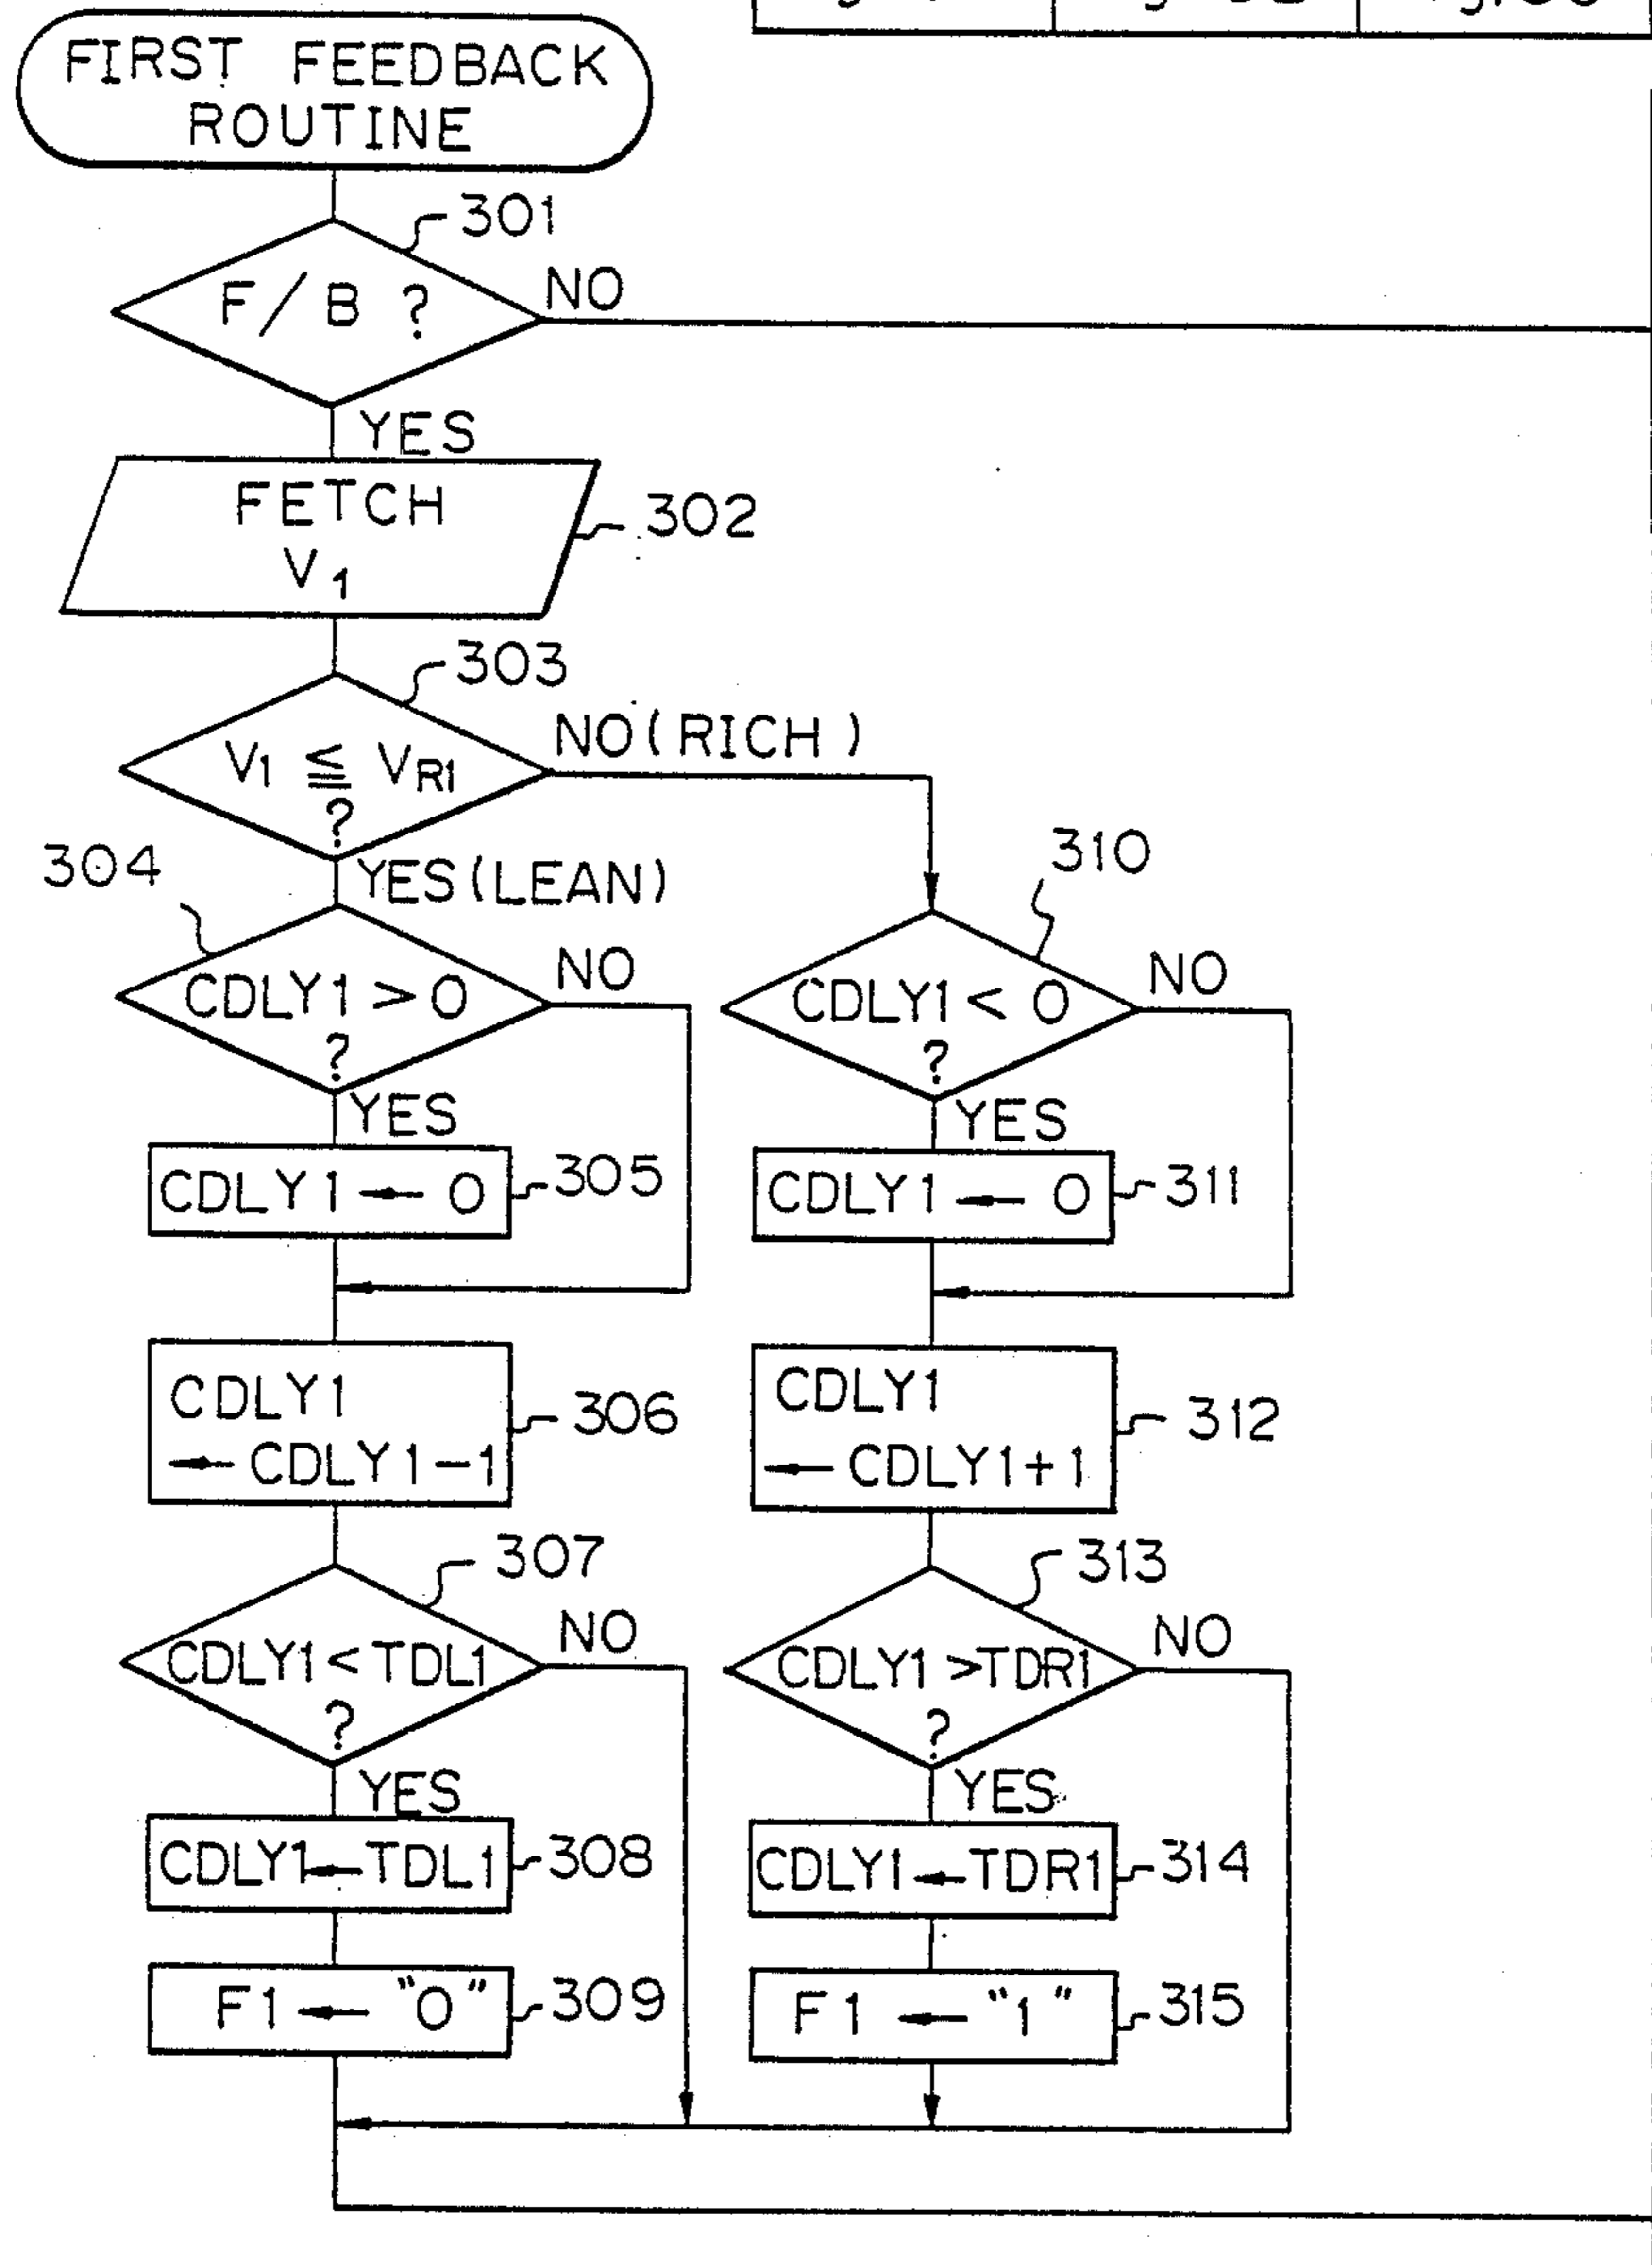 FIRST FEEDBACK
ROUTINE
301
F/B ?
NO
YES
FETCH
V1
302
303
V1 ≦ VR1
?
NO(RICH)
YES(LEAN)
304
CDLY1 > 0
?
NO
YES
CDLY1 ← 0
305
CDLY1
← CDLY1-1
306
307
CDLY1 < TDL1
?
NO
YES
CDLY1 ← TDL1
308
F1 ← "0"
309
310
CDLY1 < 0
?
NO
YES
CDLY1 ← 0
311
CDLY1
← CDLY1+1
312
313
CDLY1 > TDR1
?
NO
YES
CDLY1 ← TDR1
314
F1 ← "1"
315